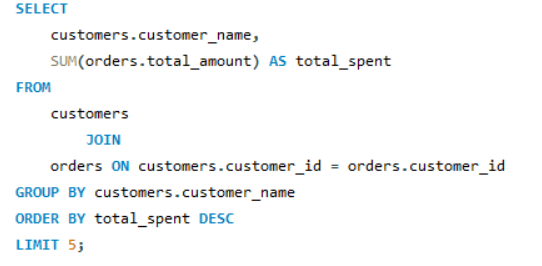 SELECT
    customers.customer_name,
    SUM(orders.total_amount) AS total_spent
FROM
    customers
        JOIN
    orders ON customers.customer_id = orders.customer_id
GROUP BY customers.customer_name
ORDER BY total_spent DESC
LIMIT 5;